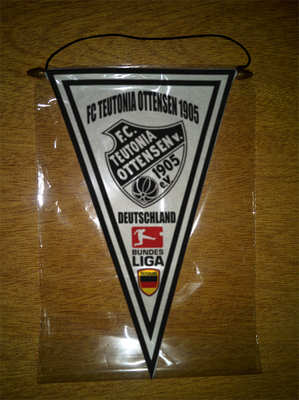 FC TEUTONIA OTTENSEN 1905
F.C.
TEUTONIA
OTTENSEN v.
1905
e.V
DEUTSCHLAND
BUNDES
LIGA